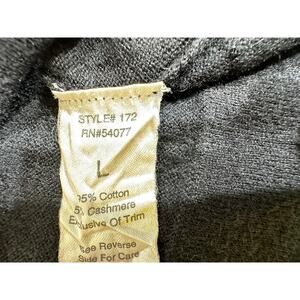 STYLE# 172
RN#54077
L
95% Cotton
5% Cashmere
Exclusive Of Trim
See Reverse
Side For Care